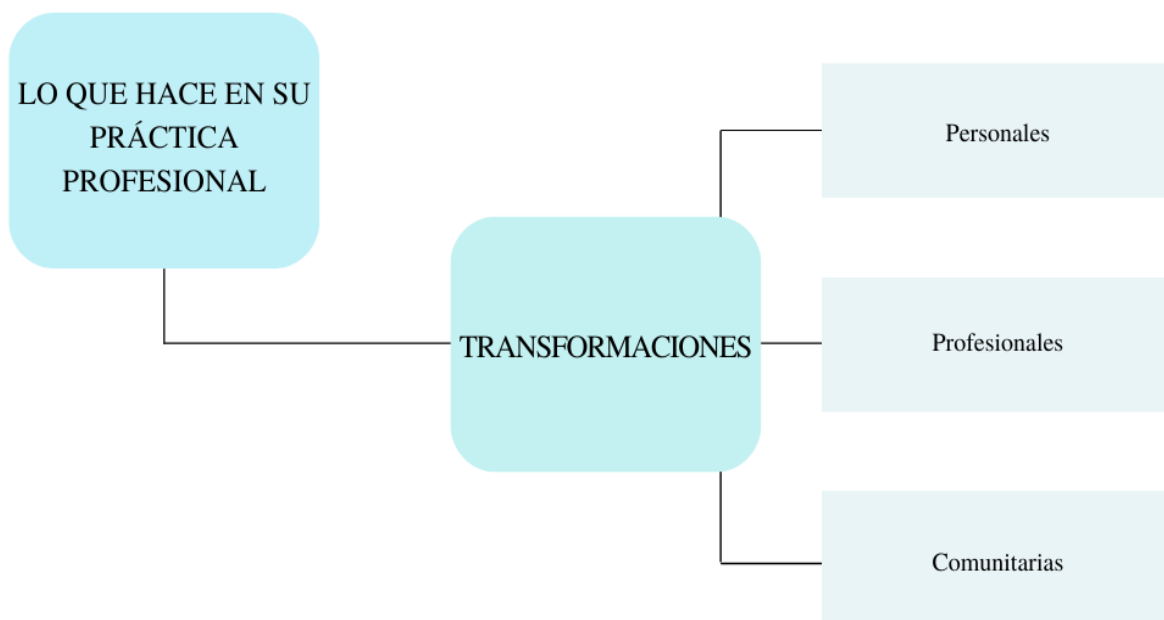 LO QUE HACE EN SU
PRÁCTICA
PROFESIONAL
TRANSFORMACIONES
Personales
Profesionales
Comunitarias